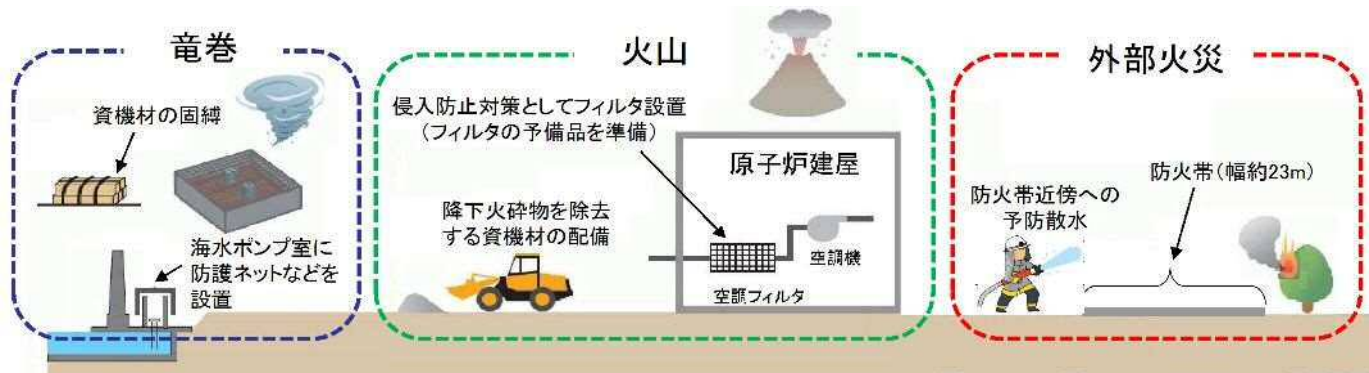 竜巻
資機材の固縛
海水ポンプ室に
防護ネットなどを
設置
火山
侵入防止対策としてフィルタ設置
（フィルタの予備品を準備）
原子炉建屋
降下火砕物を除去
する資機材の配備
空調機
空調フィルタ
外部火災
防火帯（幅約23m）
防火帯近傍への
予防散水